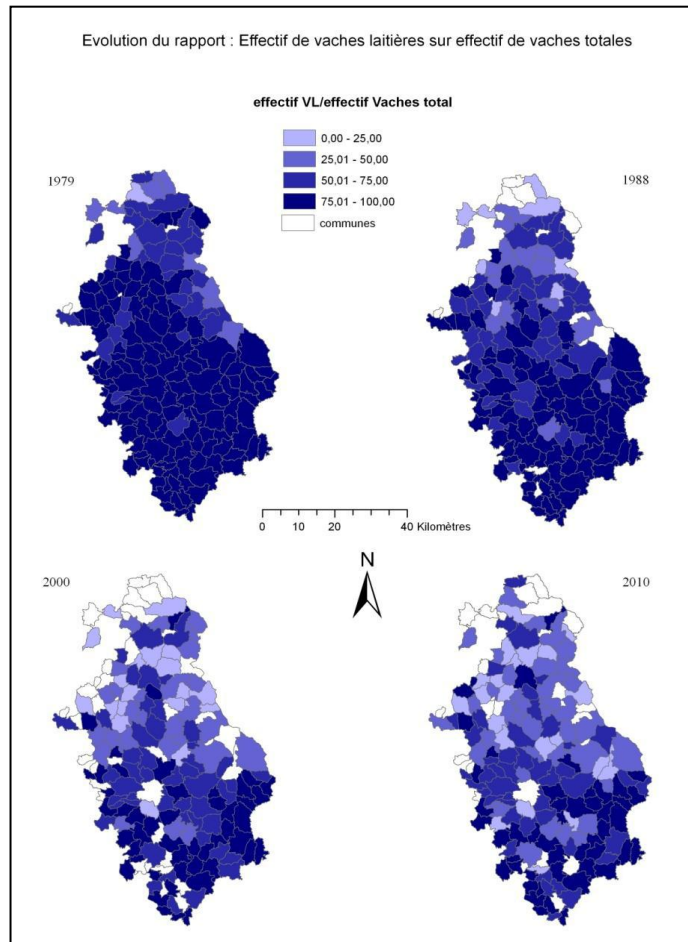 Evolution du rapport : Effectif de vaches laitières sur effectif de vaches totales
effectif VL/effectif Vaches total
0,00 - 25,00
25,01 - 50,00
50,01 - 75,00
75,01 - 100,00
communes
1979
1988
0 10 20 40 Kilomètres
N
2000
2010